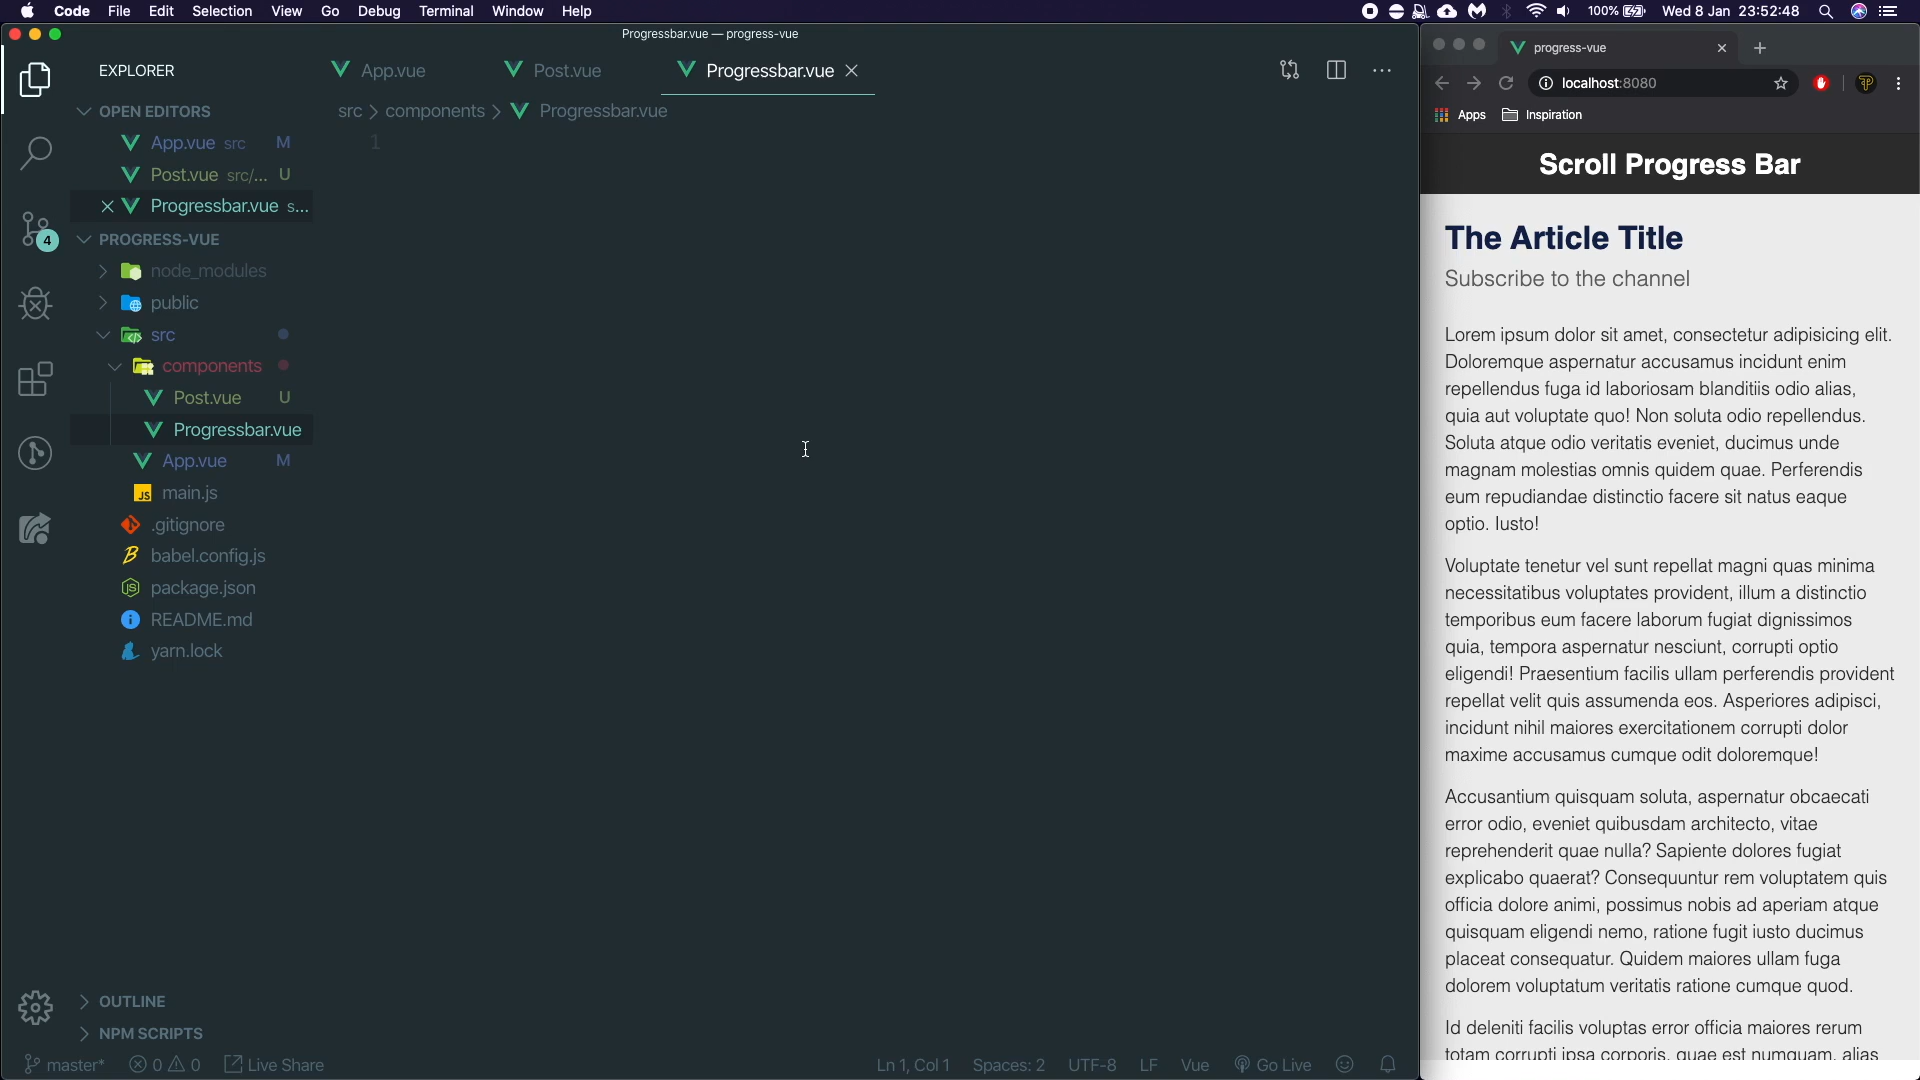 Code File Edit Selection View Go Debug Terminal Window Help
100% Wed 8 Jan 23:52:48
Progressbar.vue — progress-vue
EXPLORER
App.vue
Post.vue
Progressbar.vue
OPEN EDITORS
src > components > Progressbar.vue
App.vue src M
Post.vue src/... U
Progressbar.vue s...
1
4
PROGRESS-VUE
node_modules
public
src
components
Post.vue U
Progressbar.vue
App.vue M
JS main.js
.gitignore
babel.config.js
package.json
README.md
yarn.lock
OUTLINE
NPM SCRIPTS
master* 0 0 Live Share
Ln 1, Col 1 Spaces: 2 UTF-8 LF Vue Go Live
progress-vue
localhost:8080
Apps Inspiration
Scroll Progress Bar
The Article Title
Subscribe to the channel
Lorem ipsum dolor sit amet, consectetur adipisicing elit.
Doloremque aspernatur accusamus incidunt enim
repellendus fuga id laboriosam blanditiis odio alias,
quia aut voluptate quo! Non soluta odio repellendus.
Soluta atque odio veritatis eveniet, ducimus unde
magnam molestias omnis quidem quae. Perferendis
eum repudiandae distinctio facere sit natus eaque
optio. Iusto!
Voluptate tenetur vel sunt repellat magni quas minima
necessitatibus voluptates provident, illum a distinctio
temporibus eum facere laborum fugiat dignissimos
quia, tempora aspernatur nesciunt, corrupti optio
eligendi! Praesentium facilis ullam perferendis provident
repellat velit quis assumenda eos. Asperiores adipisci,
incidunt nihil maiores exercitationem corrupti dolor
maxime accusamus cumque odit doloremque!
Accusantium quisquam soluta, aspernatur obcaecati
error odio, eveniet quibusdam architecto, vitae
reprehenderit quae nulla? Sapiente dolores fugiat
explicabo quaerat? Consequuntur rem voluptatem quis
officia dolore animi, possimus nobis ad aperiam atque
quisquam eligendi nemo, ratione fugit iusto ducimus
placeat consequatur. Quidem maiores ullam fuga
dolorem voluptatum veritatis ratione cumque quod.
Id deleniti facilis voluptas error officia maiores rerum
totam corrupti ipsa corporis, quae est numquam, alias